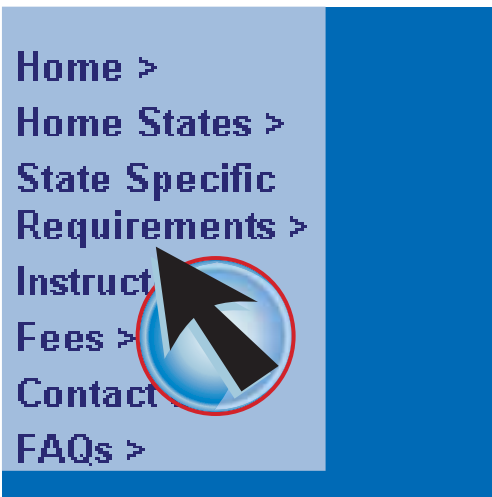 Home >
Home States >
State Specific
Requirements >
Instruct
Fees >
Contact
FAQs >